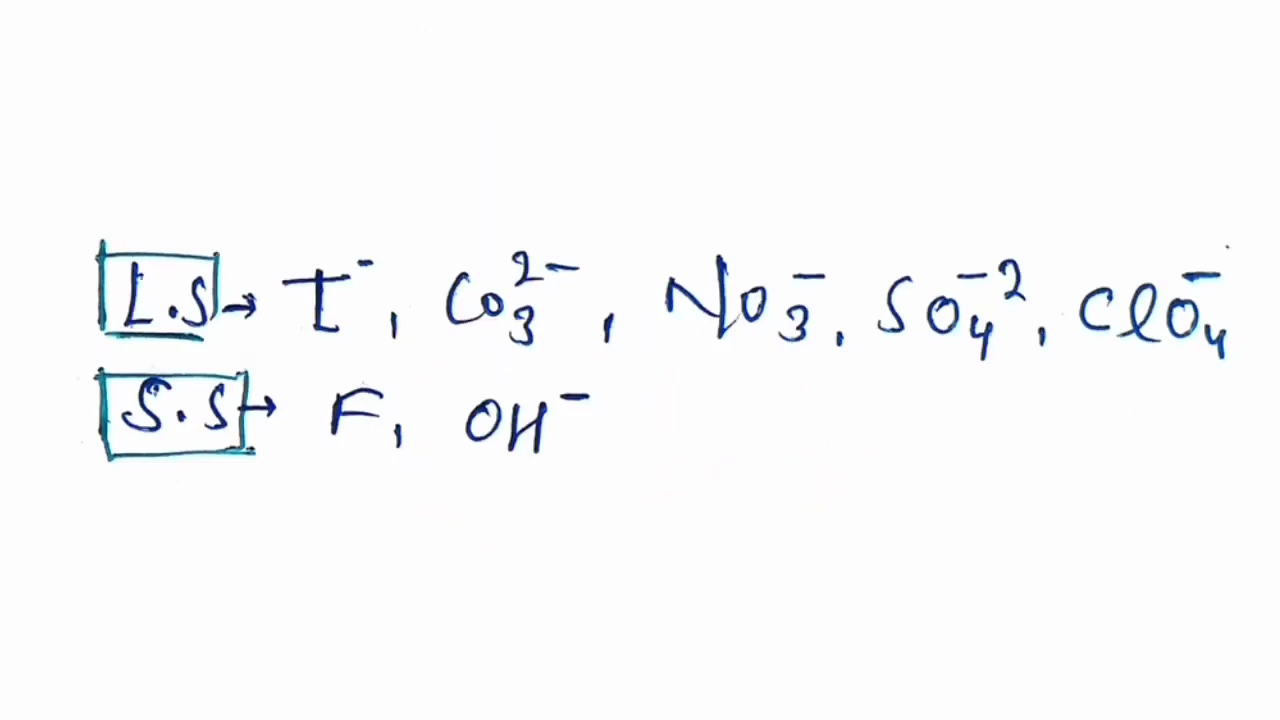 L.S → I⁻, Co₃²⁻, No₃⁻, SO₄⁻², ClO₄⁻
S.S → F, OH⁻